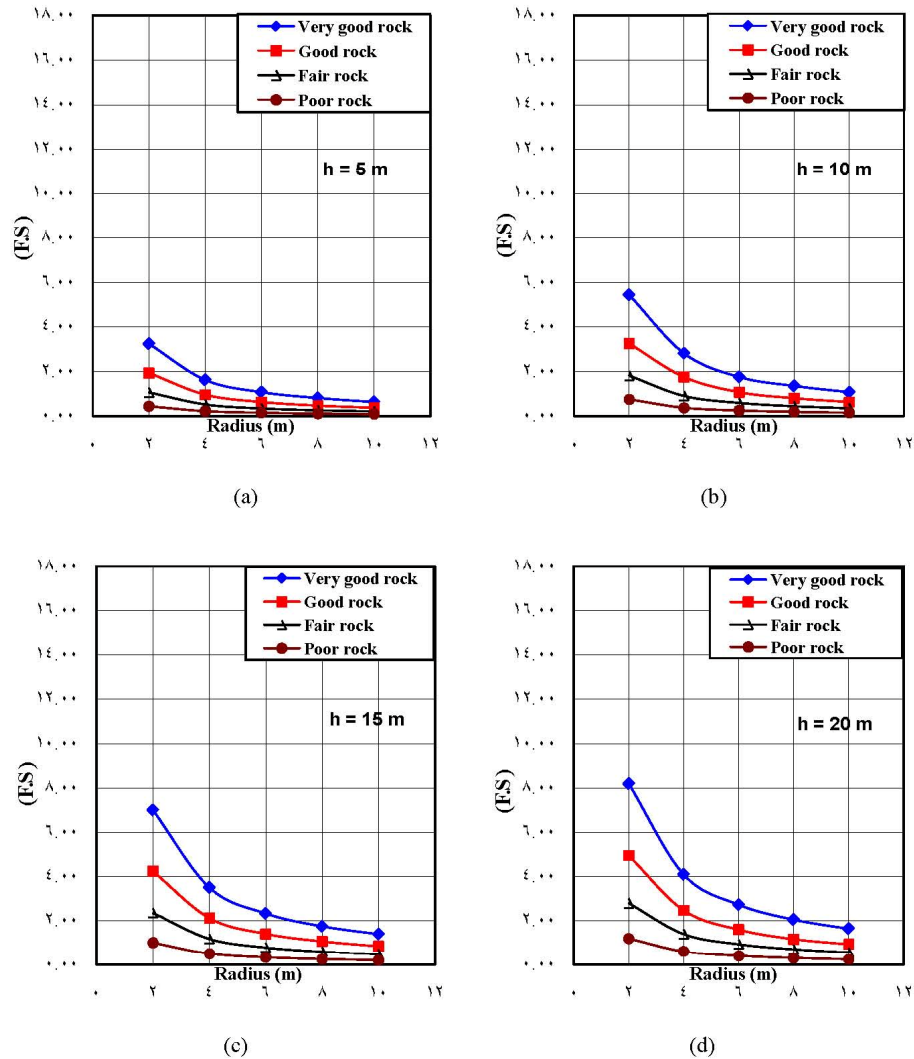 ١٨.٠٠
١٦.٠٠
١٤.٠٠
١٢.٠٠
١٠.٠٠
٨.٠٠
٦.٠٠
٤.٠٠
٢.٠٠
٠.٠٠
(F.S)
Very good rock
Good rock
Fair rock
Poor rock
h = 5 m
Radius (m)
٠ ٢ ٤ ٦ ٨ ١٠ ١٢
(a)
١٨.٠٠
١٦.٠٠
١٤.٠٠
١٢.٠٠
١٠.٠٠
٨.٠٠
٦.٠٠
٤.٠٠
٢.٠٠
٠.٠٠
(F.S)
Very good rock
Good rock
Fair rock
Poor rock
h = 10 m
Radius (m)
٠ ٢ ٤ ٦ ٨ ١٠ ١٢
(b)
١٨.٠٠
١٦.٠٠
١٤.٠٠
١٢.٠٠
١٠.٠٠
٨.٠٠
٦.٠٠
٤.٠٠
٢.٠٠
٠.٠٠
(F.S)
Very good rock
Good rock
Fair rock
Poor rock
h = 15 m
Radius (m)
٠ ٢ ٤ ٦ ٨ ١٠ ١٢
(c)
١٨.٠٠
١٦.٠٠
١٤.٠٠
١٢.٠٠
١٠.٠٠
٨.٠٠
٦.٠٠
٤.٠٠
٢.٠٠
٠.٠٠
(F.S)
Very good rock
Good rock
Fair rock
Poor rock
h = 20 m
Radius (m)
٠ ٢ ٤ ٦ ٨ ١٠ ١٢
(d)